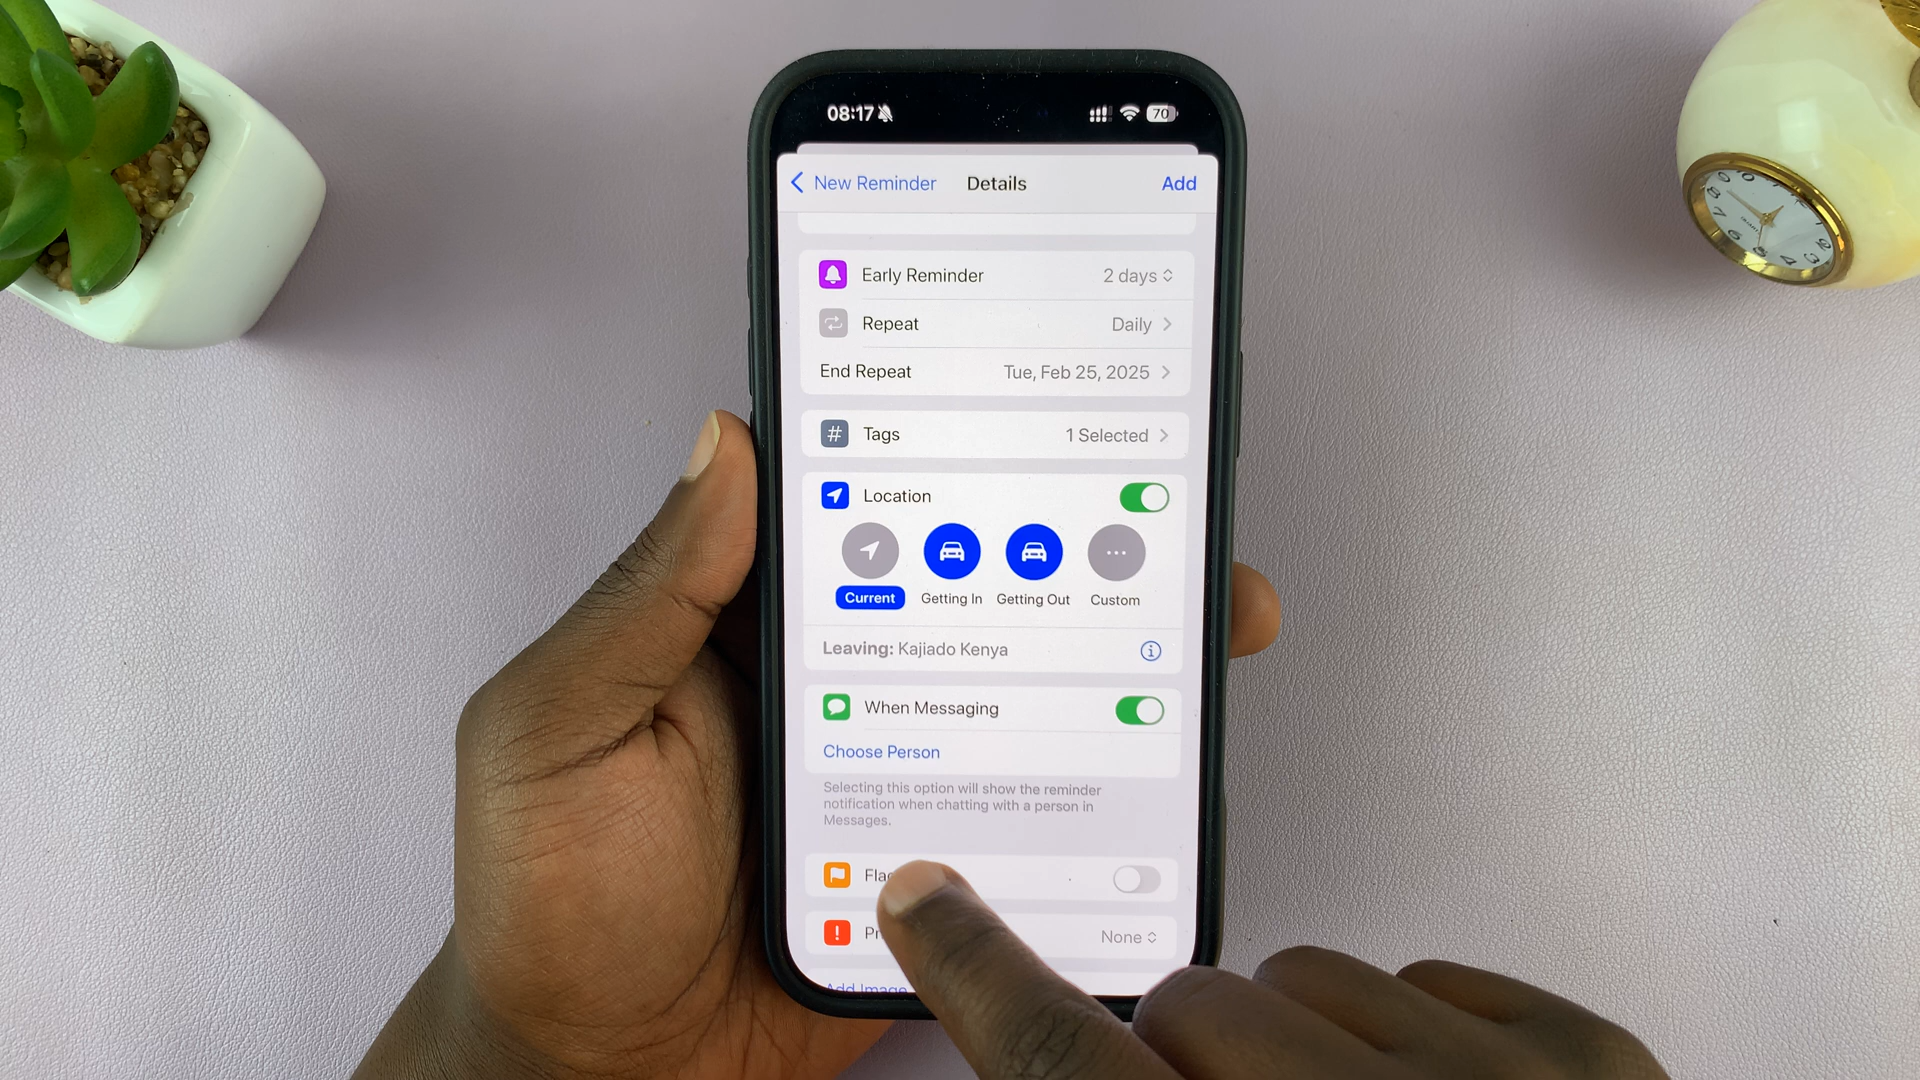 08:17
70
New Reminder
Details
Add
Early Reminder
2 days
Repeat
Daily
End Repeat
Tue, Feb 25, 2025
#
Tags
1 Selected
Location
Current
Getting In
Getting Out
Custom
Leaving: Kajiado Kenya
When Messaging
Choose Person
Selecting this option will show the reminder
notification when chatting with a person in
Messages.
None
Add Image